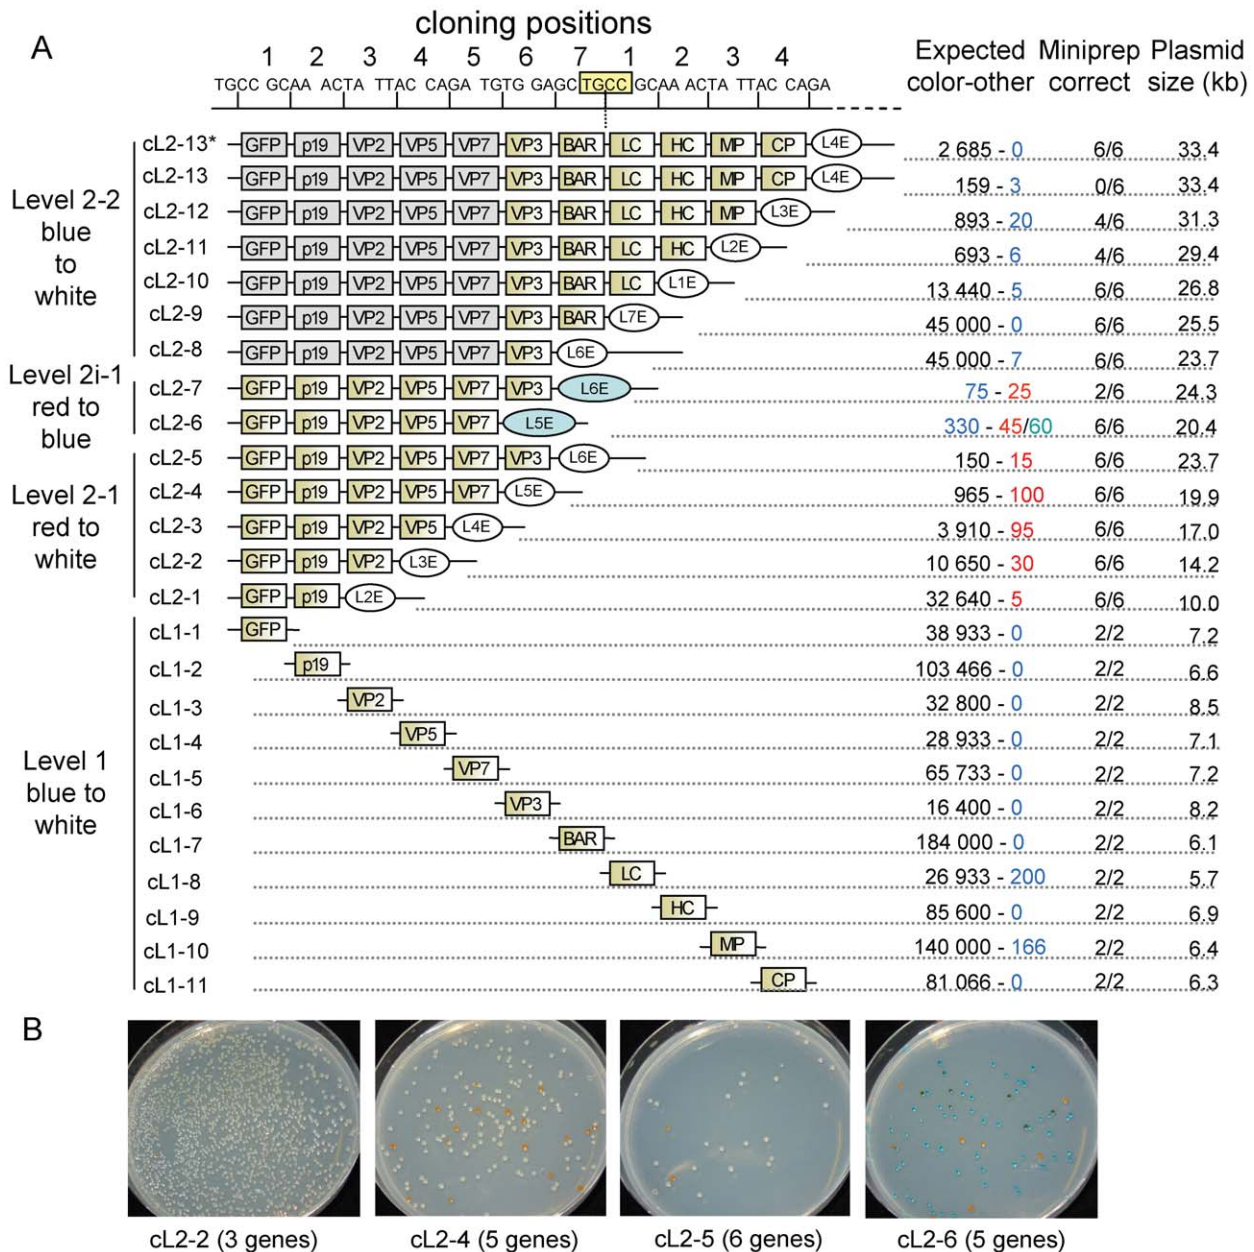 A
cloning positions
1 2 3 4 5 6 7 1 2 3 4
TGCC GCAA ACTA TTAC CAGA TGTG GAGC TGCC GCAA ACTA TTAC CAGA
Expected color-other
Miniprep correct
Plasmid size (kb)
Level 2-2 blue to white
cL2-13* GFP p19 VP2 VP5 VP7 VP3 BAR LC HC MP CP L4E 2 685 - 0 6/6 33.4
cL2-13 GFP p19 VP2 VP5 VP7 VP3 BAR LC HC MP CP L4E 159 - 3 0/6 33.4
cL2-12 GFP p19 VP2 VP5 VP7 VP3 BAR LC HC MP L3E 893 - 20 4/6 31.3
cL2-11 GFP p19 VP2 VP5 VP7 VP3 BAR LC HC L2E 693 - 6 4/6 29.4
cL2-10 GFP p19 VP2 VP5 VP7 VP3 BAR LC L1E 13 440 - 5 6/6 26.8
cL2-9 GFP p19 VP2 VP5 VP7 VP3 BAR L7E 45 000 - 0 6/6 25.5
cL2-8 GFP p19 VP2 VP5 VP7 VP3 L6E 45 000 - 7 6/6 23.7
Level 2i-1 red to blue
cL2-7 GFP p19 VP2 VP5 VP7 VP3 L6E 75 - 25 2/6 24.3
cL2-6 GFP p19 VP2 VP5 VP7 L5E 330 - 45/60 6/6 20.4
Level 2-1 red to white
cL2-5 GFP p19 VP2 VP5 VP7 VP3 L6E 150 - 15 6/6 23.7
cL2-4 GFP p19 VP2 VP5 VP7 L5E 965 - 100 6/6 19.9
cL2-3 GFP p19 VP2 VP5 L4E 3 910 - 95 6/6 17.0
cL2-2 GFP p19 VP2 L3E 10 650 - 30 6/6 14.2
cL2-1 GFP p19 L2E 32 640 - 5 6/6 10.0
Level 1 blue to white
cL1-1 GFP 38 933 - 0 2/2 7.2
cL1-2 p19 103 466 - 0 2/2 6.6
cL1-3 VP2 32 800 - 0 2/2 8.5
cL1-4 VP5 28 933 - 0 2/2 7.1
cL1-5 VP7 65 733 - 0 2/2 7.2
cL1-6 VP3 16 400 - 0 2/2 8.2
cL1-7 BAR 184 000 - 0 2/2 6.1
cL1-8 LC 26 933 - 200 2/2 5.7
cL1-9 HC 85 600 - 0 2/2 6.9
cL1-10 MP 140 000 - 166 2/2 6.4
cL1-11 CP 81 066 - 0 2/2 6.3
B
cL2-2 (3 genes) cL2-4 (5 genes) cL2-5 (6 genes) cL2-6 (5 genes)